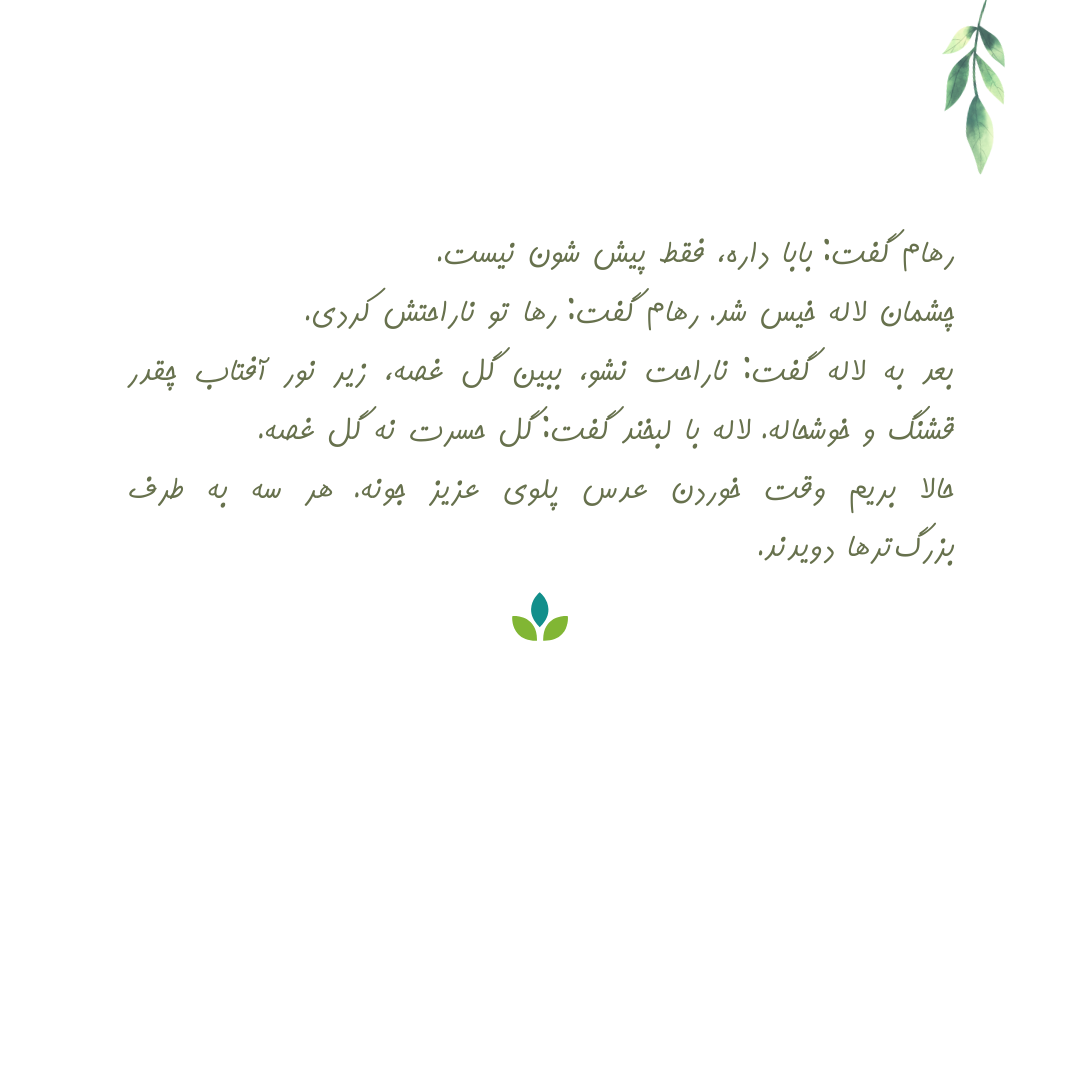 رهام گفت: بابا داره، فقط پیش شون نیست.
چشمان لاله خیس شد. رهام گفت: رها تو ناراحتش کردی.
بعد به لاله گفت: ناراحت نشو، ببین گل غصه، زیر نور آفتاب چقدر
قشنگ و خوشحاله. لاله با لبخند گفت: گل حسرت نه گل غصه.
حالا بریم وقت خوردن عدس پلوی عزیز جونه. هر سه به طرف
بزرگ‌ترها دویدند.